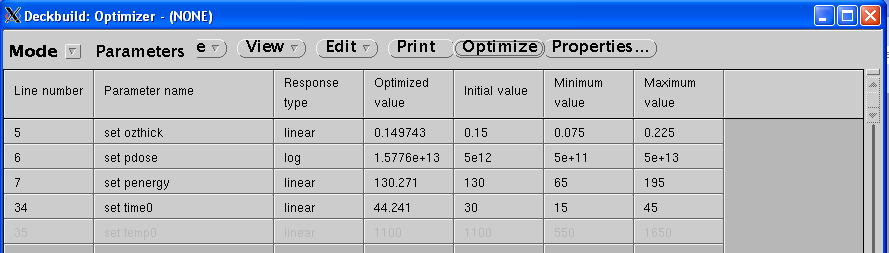 Deckbuild: Optimizer - (NONE)
Mode Parameters e View Edit Print Optimize Properties...
Line number Parameter name Response type Optimized value Initial value Minimum value Maximum value
5 set ozthick linear 0.149743 0.15 0.075 0.225
6 set pdose log 1.5776e+13 5e12 5e+11 5e+13
7 set penergy linear 130.271 130 65 195
34 set time0 linear 44.241 30 15 45
35 set temp0 linear 1100 1100 550 1650